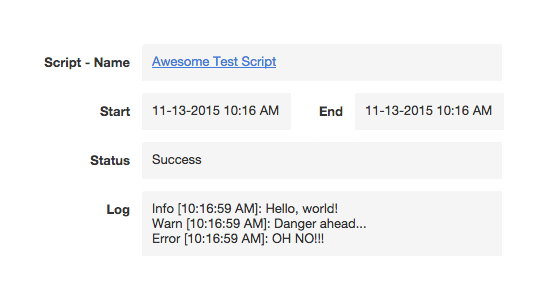 Script - Name Awesome Test Script
Start 11-13-2015 10:16 AM End 11-13-2015 10:16 AM
Status Success
Log Info [10:16:59 AM]: Hello, world!
Warn [10:16:59 AM]: Danger ahead...
Error [10:16:59 AM]: OH NO!!!